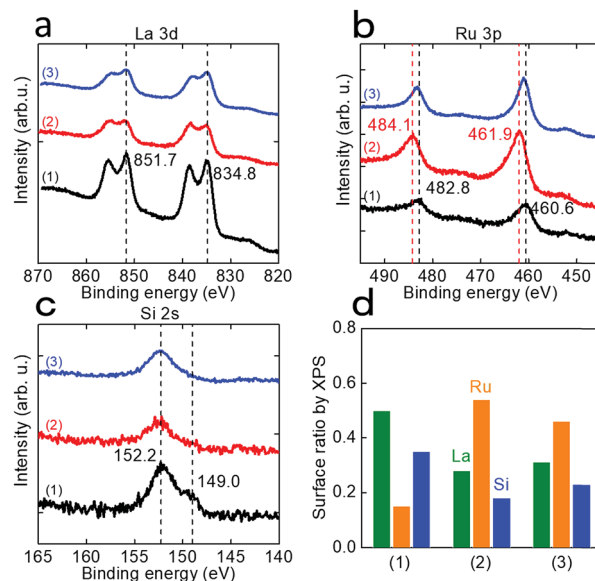 a
La 3d
Intensity (arb.u.)
(3)
(2)
(1)
851.7
834.8
870 860 850 840 830 820
Binding energy (eV)
b
Ru 3p
Intensity (arb.u.)
(3)
484.1
461.9
(2)
(1)
482.8
460.6
490 480 470 460 450
Binding energy (eV)
c
Si 2s
Intensity (arb. u.)
(3)
(2)
152.2
149.0
(1)
165 160 155 150 145 140
Binding energy (eV)
d
Surface ratio by XPS
0.8
0.6
0.4
0.2
0.0
Ru
La
Si
(1) (2) (3)